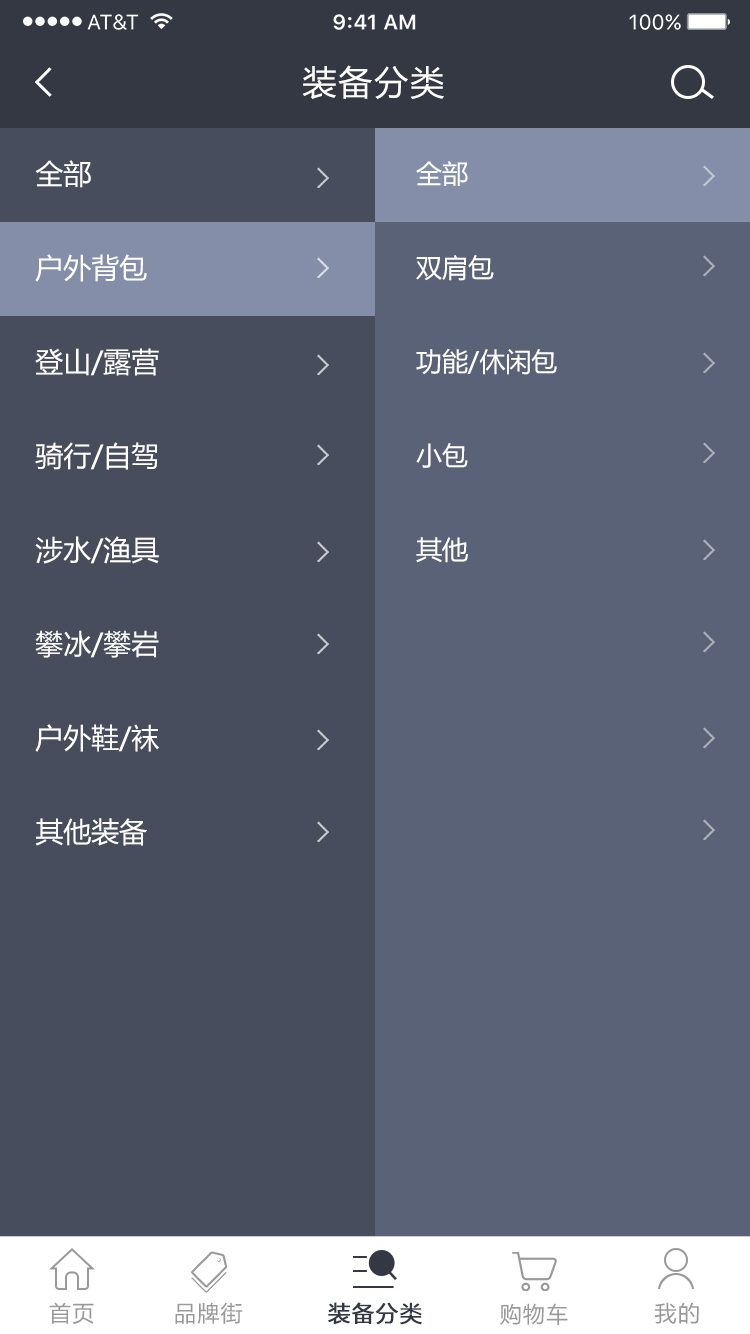 AT&T 9:41 AM 100%
装备分类
全部
户外背包
登山/露营
骑行/自驾
涉水/渔具
攀冰/攀岩
户外鞋/袜
其他装备
全部
双肩包
功能/休闲包
小包
其他
首页 品牌街 装备分类 购物车 我的